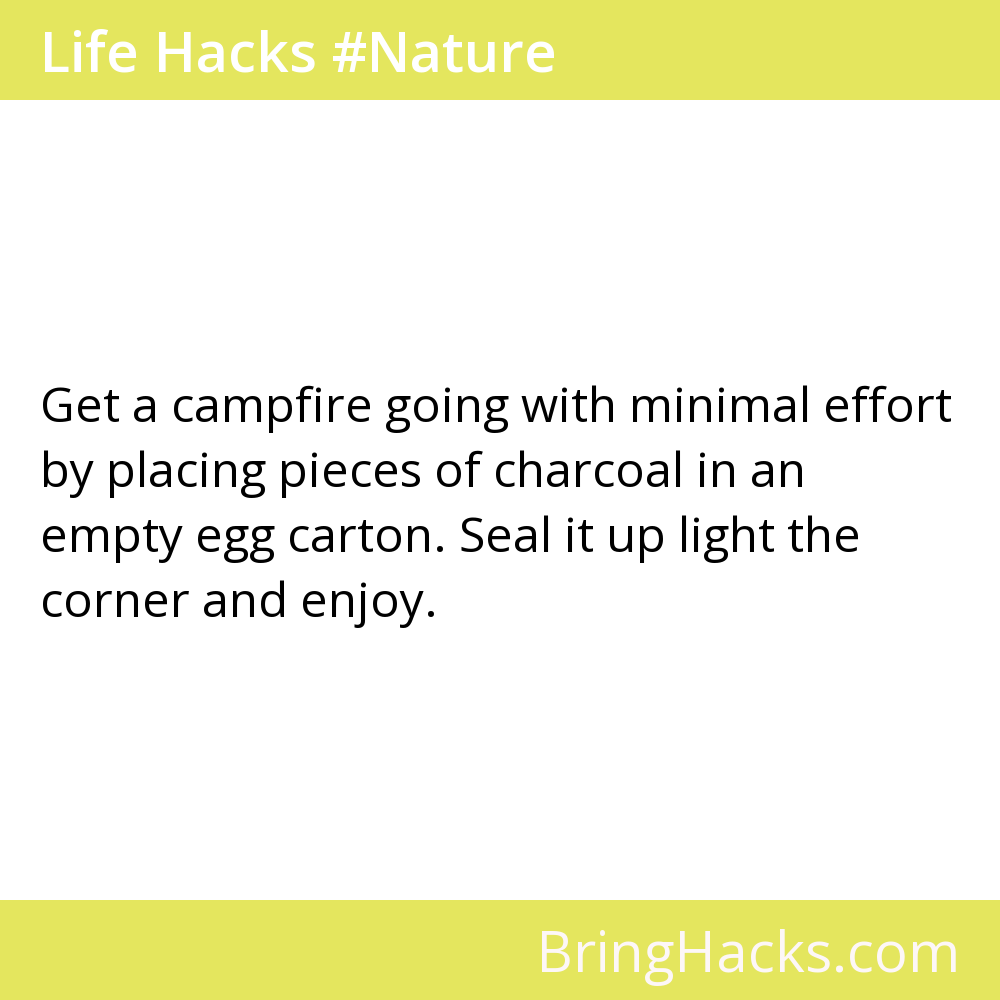 Life Hacks #Nature
Get a campfire going with minimal effort
by placing pieces of charcoal in an
empty egg carton. Seal it up light the
corner and enjoy.
BringHacks.com